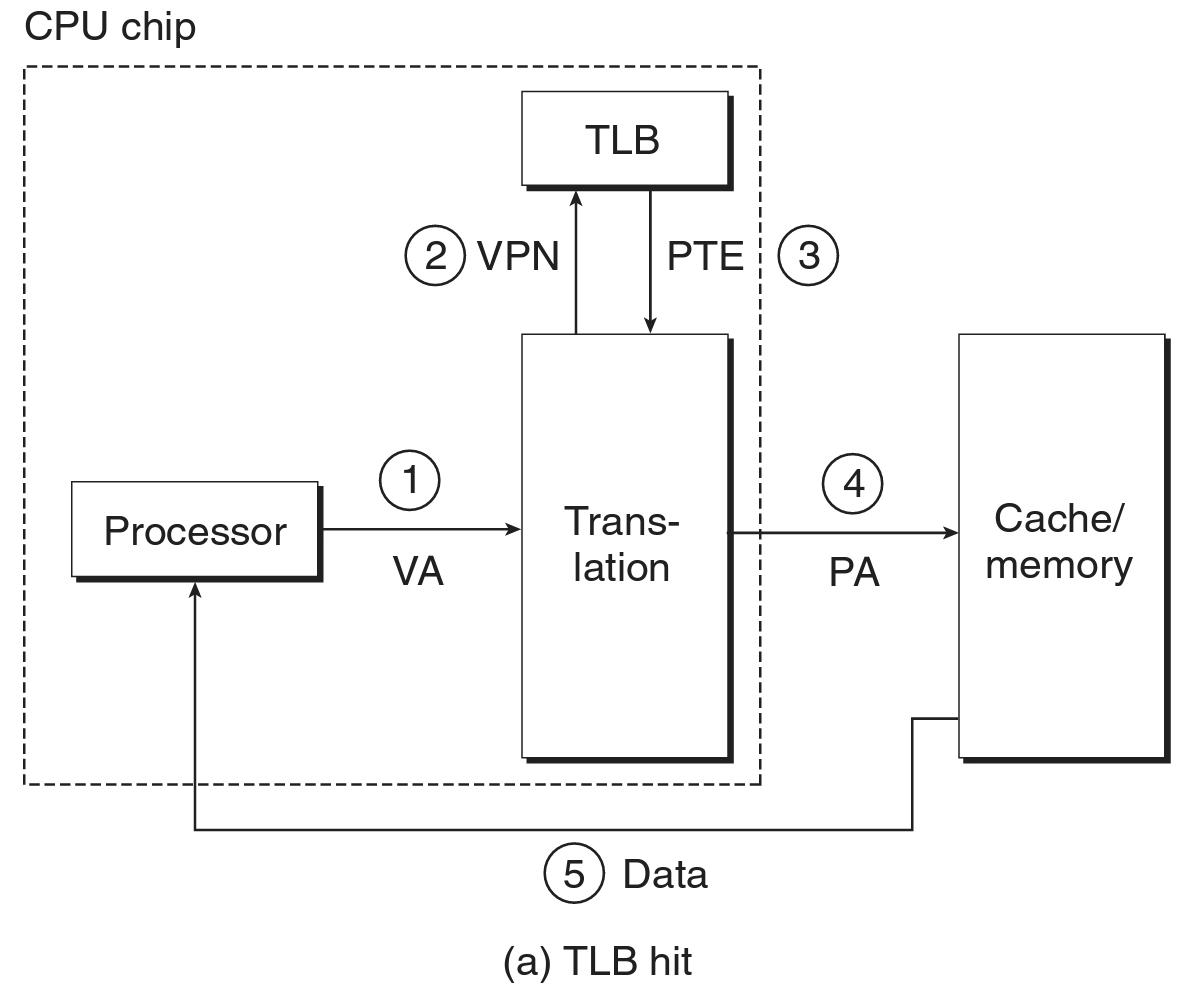 CPU chip
TLB
2 VPN
PTE 3
1
4
Processor
Trans-
lation
Cache/
memory
VA
PA
5 Data
(a) TLB hit